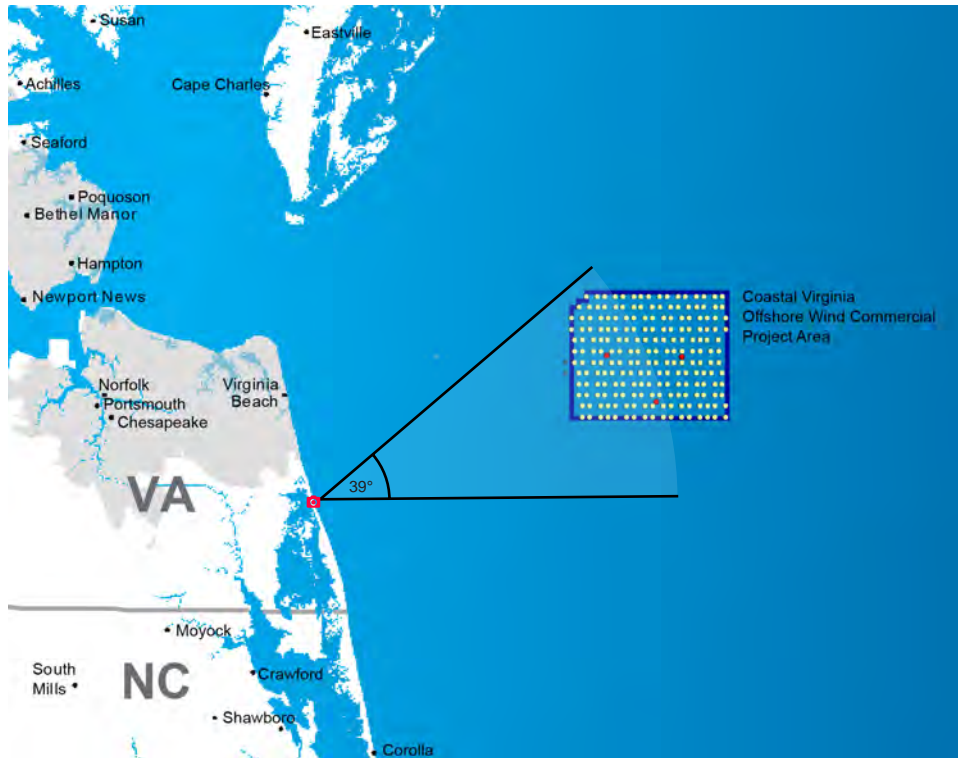 Susan
Eastville
Achilles
Cape Charles
Seaford
Poquoson
Bethel Manor
Hampton
Newport News
Coastal Virginia
Offshore Wind Commercial
Project Area
Norfolk
Portsmouth
Chesapeake
Virginia
Beach
39°
VA
Moyock
NC
South
Mills
Crawford
Shawboro
Corolla